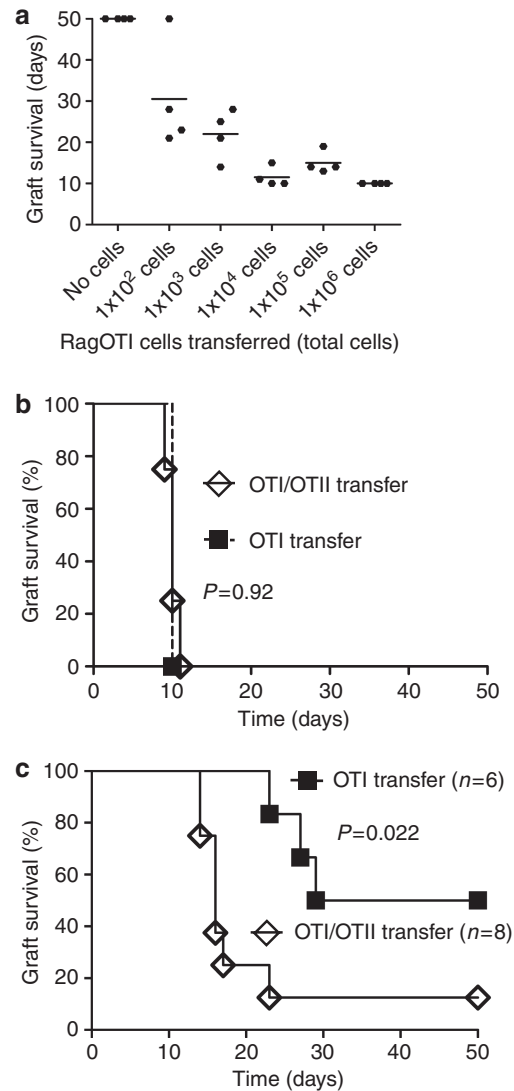 a
50
40
30
20
10
0
Graft survival (days)
No cells
1x10² cells
1x10³ cells
1x10⁴ cells
1x10⁵ cells
1x10⁶ cells
RagOTI cells transferred (total cells)
b
100
80
60
40
20
0
Graft survival (%)
OTI/OTII transfer
OTI transfer
P=0.92
0 10 20 30 40 50
Time (days)
c
100
80
60
40
20
0
Graft survival (%)
OTI transfer (n=6)
P=0.022
OTI/OTII transfer (n=8)
0 10 20 30 40 50
Time (days)